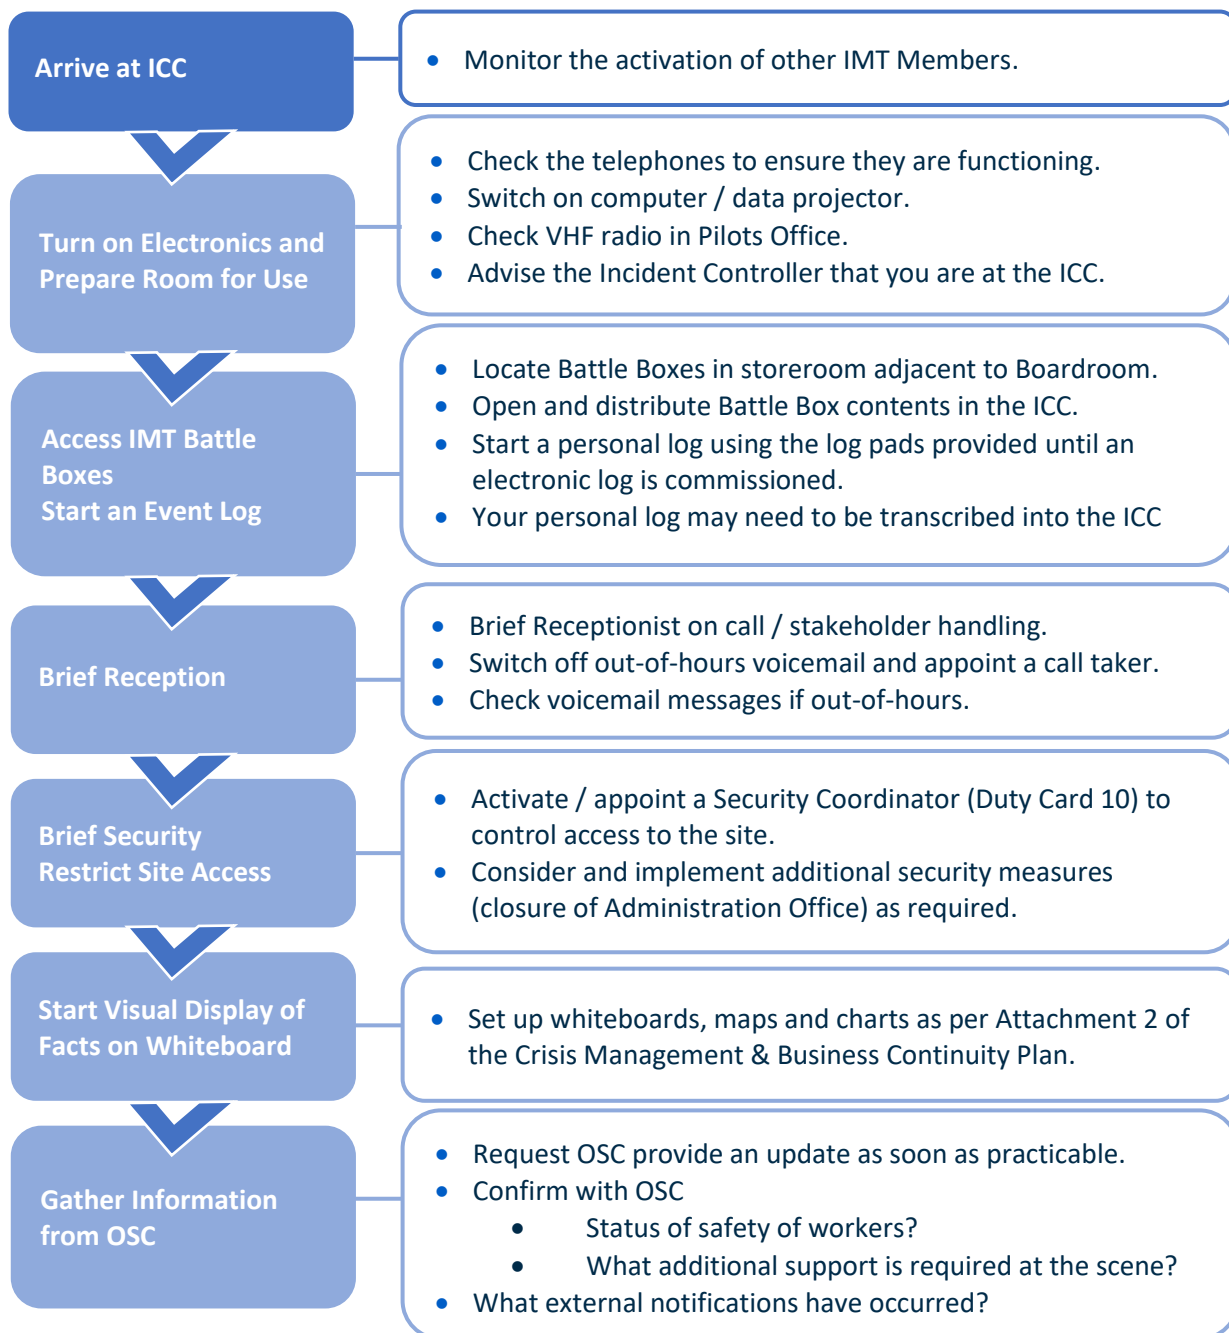 Arrive at ICC
• Monitor the activation of other IMT Members.
Turn on Electronics and
Prepare Room for Use
• Check the telephones to ensure they are functioning.
• Switch on computer / data projector.
• Check VHF radio in Pilots Office.
• Advise the Incident Controller that you are at the ICC.
Access IMT Battle
Boxes
Start an Event Log
• Locate Battle Boxes in storeroom adjacent to Boardroom.
• Open and distribute Battle Box contents in the ICC.
• Start a personal log using the log pads provided until an
electronic log is commissioned.
• Your personal log may need to be transcribed into the ICC
Brief Reception
• Brief Receptionist on call / stakeholder handling.
• Switch off out-of-hours voicemail and appoint a call taker.
• Check voicemail messages if out-of-hours.
Brief Security
Restrict Site Access
• Activate / appoint a Security Coordinator (Duty Card 10) to
control access to the site.
• Consider and implement additional security measures
(closure of Administration Office) as required.
Start Visual Display of
Facts on Whiteboard
• Set up whiteboards, maps and charts as per Attachment 2 of
the Crisis Management & Business Continuity Plan.
Gather Information
from OSC
• Request OSC provide an update as soon as practicable.
• Confirm with OSC
• Status of safety of workers?
• What additional support is required at the scene?
• What external notifications have occurred?